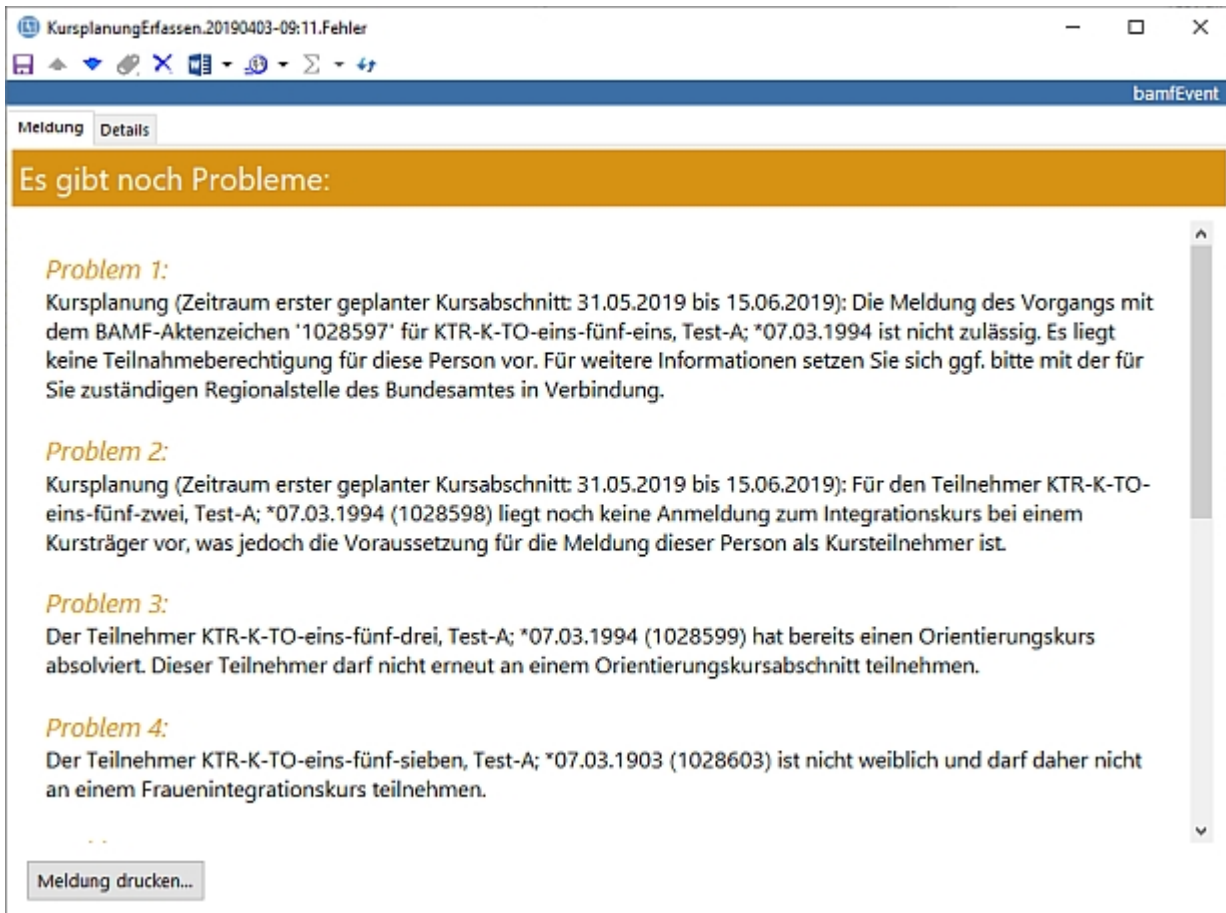 KursplanungErfassen.20190403-09:11.Fehler
bamfEvent
Meldung Details
Es gibt noch Probleme:
Problem 1:
Kursplanung (Zeitraum erster geplanter Kursabschnitt: 31.05.2019 bis 15.06.2019): Die Meldung des Vorgangs mit
dem BAMF-Aktenzeichen '1028597' für KTR-K-TO-eins-fünf-eins, Test-A; *07.03.1994 ist nicht zulässig. Es liegt
keine Teilnahmeberechtigung für diese Person vor. Für weitere Informationen setzen Sie sich ggf. bitte mit der für
Sie zuständigen Regionalstelle des Bundesamtes in Verbindung.
Problem 2:
Kursplanung (Zeitraum erster geplanter Kursabschnitt: 31.05.2019 bis 15.06.2019): Für den Teilnehmer KTR-K-TO-
eins-fünf-zwei, Test-A; *07.03.1994 (1028598) liegt noch keine Anmeldung zum Integrationskurs bei einem
Kursträger vor, was jedoch die Voraussetzung für die Meldung dieser Person als Kursteilnehmer ist.
Problem 3:
Der Teilnehmer KTR-K-TO-eins-fünf-drei, Test-A; *07.03.1994 (1028599) hat bereits einen Orientierungskurs
absolviert. Dieser Teilnehmer darf nicht erneut an einem Orientierungskursabschnitt teilnehmen.
Problem 4:
Der Teilnehmer KTR-K-TO-eins-fünf-sieben, Test-A; *07.03.1903 (1028603) ist nicht weiblich und darf daher nicht
an einem Frauenintegrationskurs teilnehmen.
Meldung drucken...